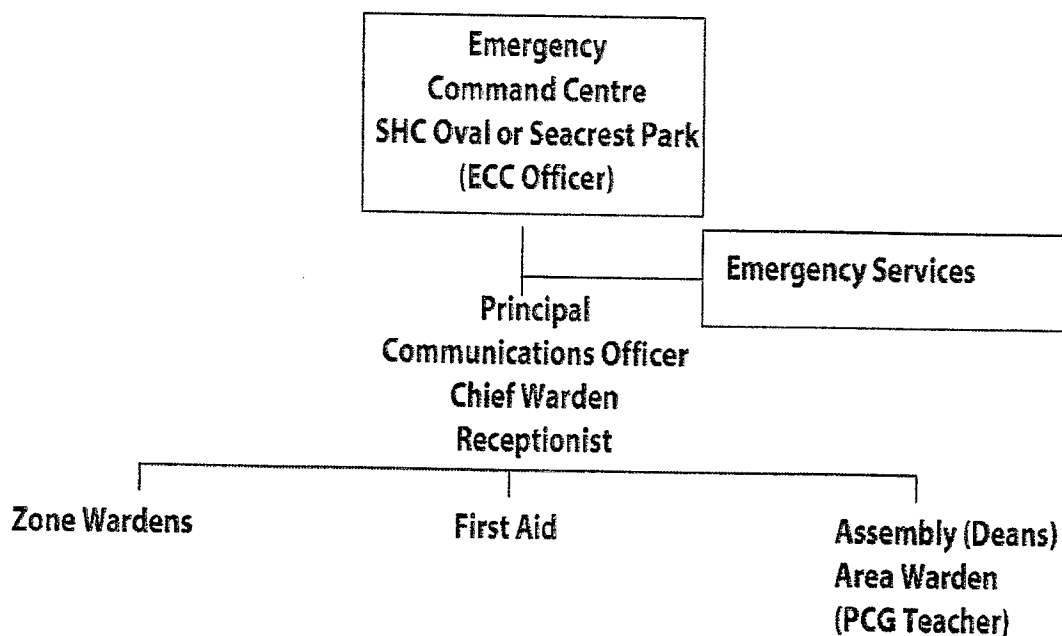 Emergency
Command Centre
SHC Oval or Seacrest Park
(ECC Officer)
Emergency Services
Principal
Communications Officer
Chief Warden
Receptionist
Zone Wardens
First Aid
Assembly (Deans)
Area Warden
(PCG Teacher)